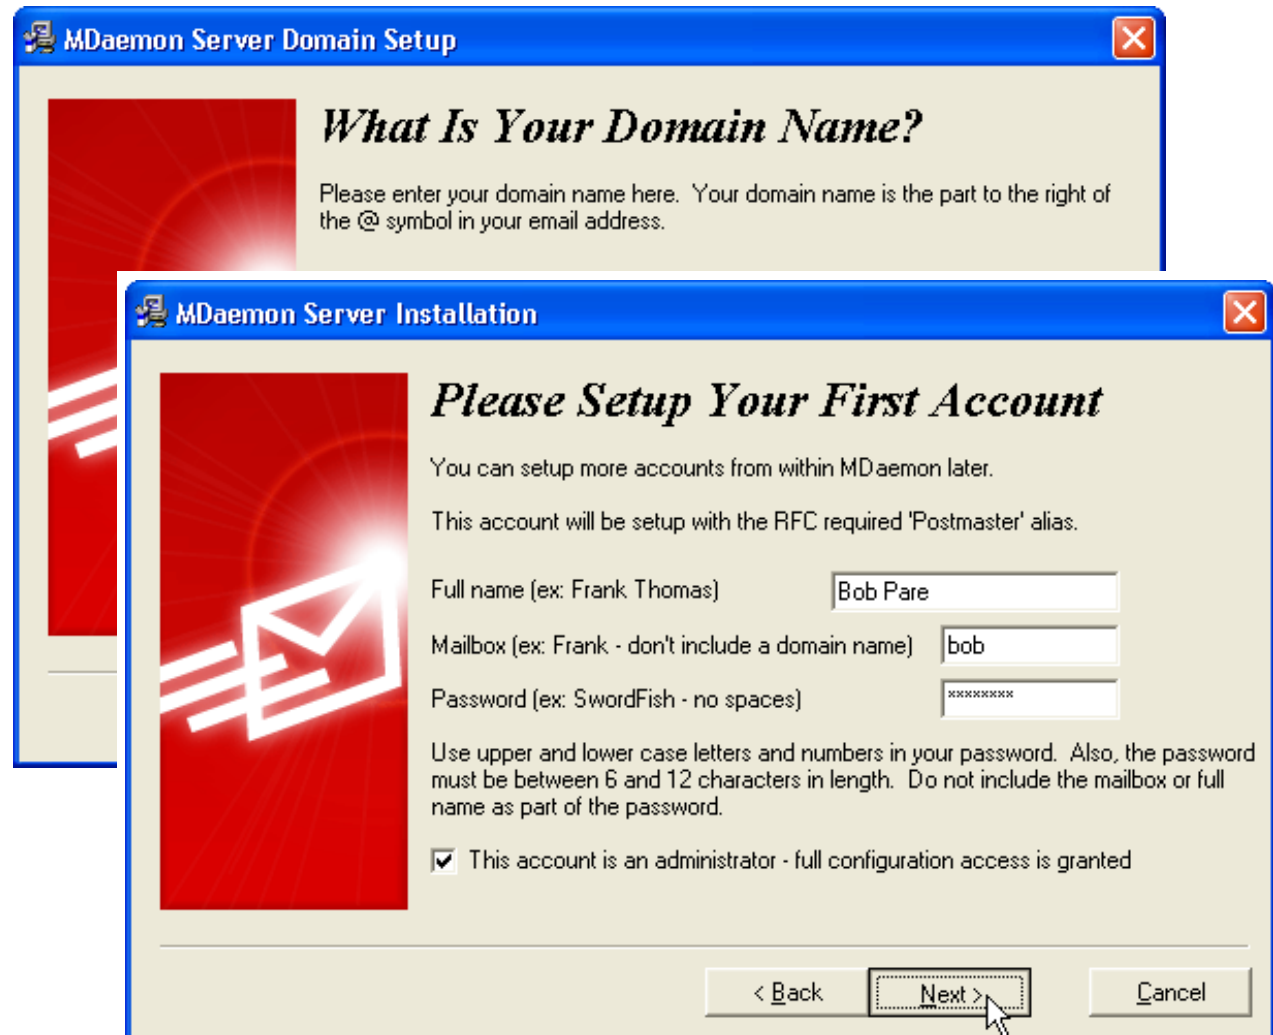 MDaemon Server Domain Setup
What Is Your Domain Name?
Please enter your domain name here.  Your domain name is the part to the right of
the @ symbol in your email address.
MDaemon Server Installation
Please Setup Your First Account
You can setup more accounts from within MDaemon later.
This account will be setup with the RFC required 'Postmaster' alias.
Full name (ex: Frank Thomas) Bob Pare
Mailbox (ex: Frank - don't include a domain name) bob
Password (ex: SwordFish - no spaces) ********
Use upper and lower case letters and numbers in your password.  Also, the password
must be between 6 and 12 characters in length.  Do not include the mailbox or full
name as part of the password.
This account is an administrator - full configuration access is granted
< Back Next > Cancel